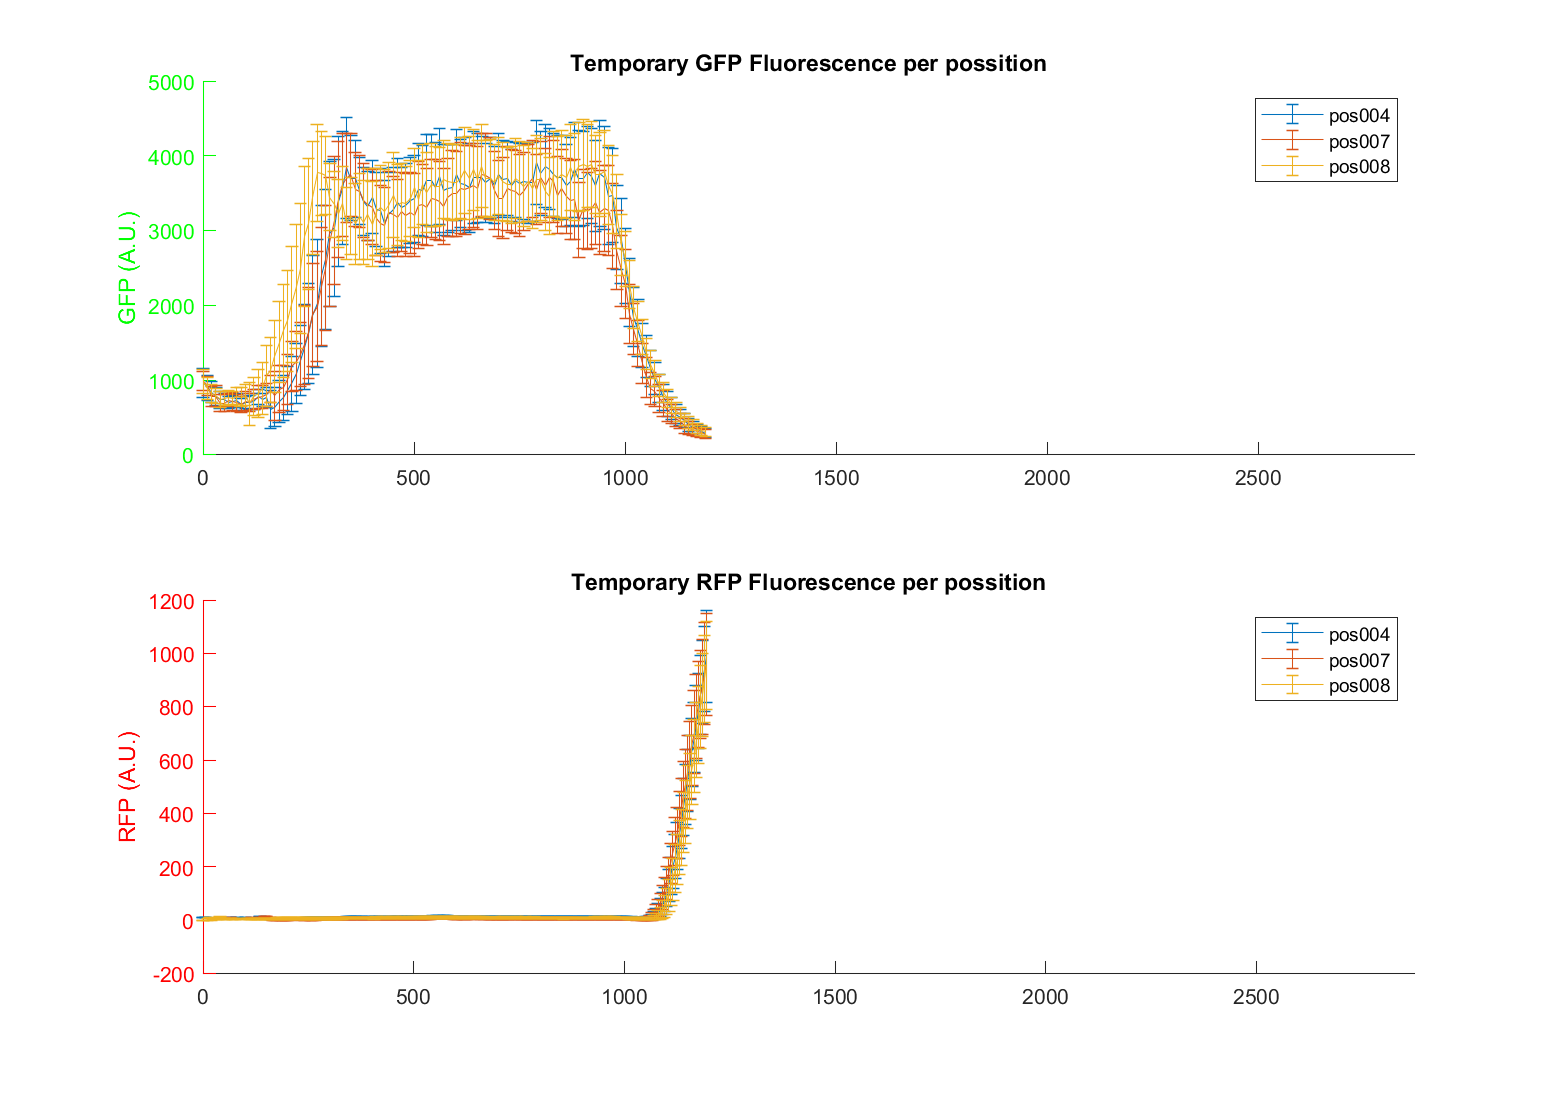 Temporary GFP Fluorescence per possition
5000
4000
3000
2000
1000
0
GFP (A.U.)
0 500 1000 1500 2000 2500
pos004
pos007
pos008
Temporary RFP Fluorescence per possition
1200
1000
800
600
400
200
0
-200
RFP (A.U.)
0 500 1000 1500 2000 2500
pos004
pos007
pos008